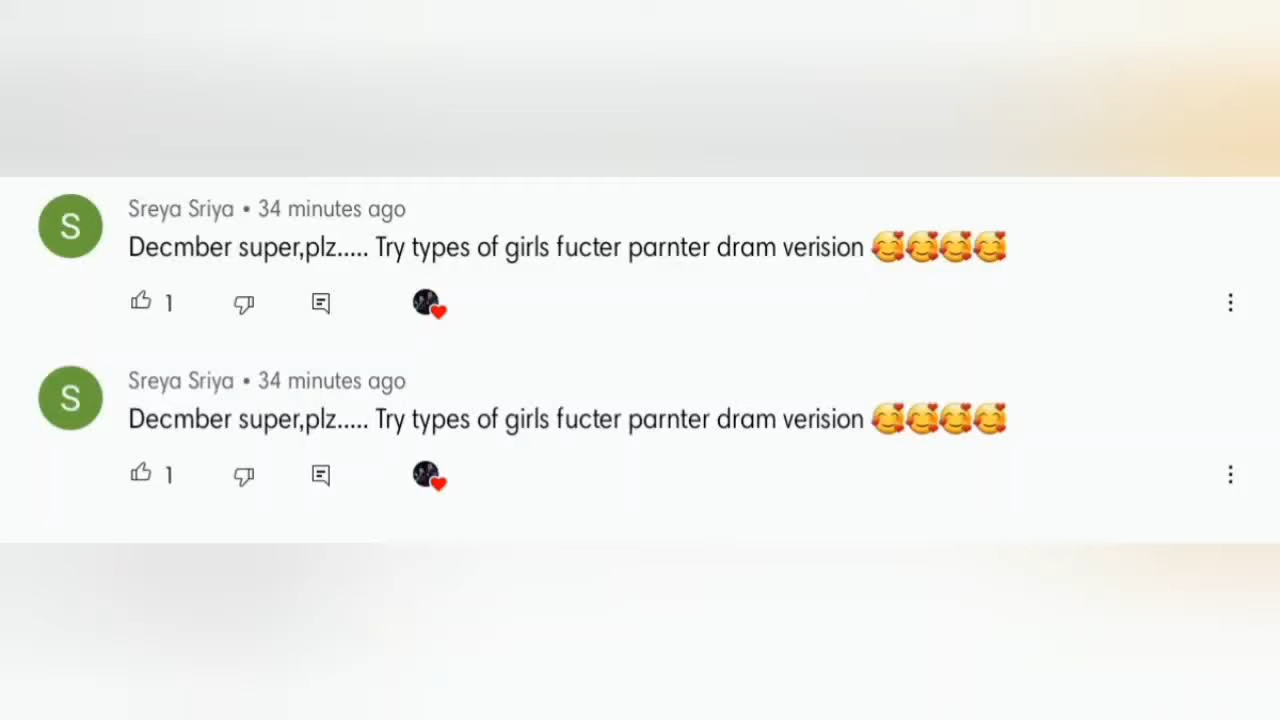 S
Sreya Sriya • 34 minutes ago
Decmber super,plz..... Try types of girls fucter parnter dram verision 🥰🥰🥰🥰
1
S
Sreya Sriya • 34 minutes ago
Decmber super,plz..... Try types of girls fucter parnter dram verision 🥰🥰🥰🥰
1